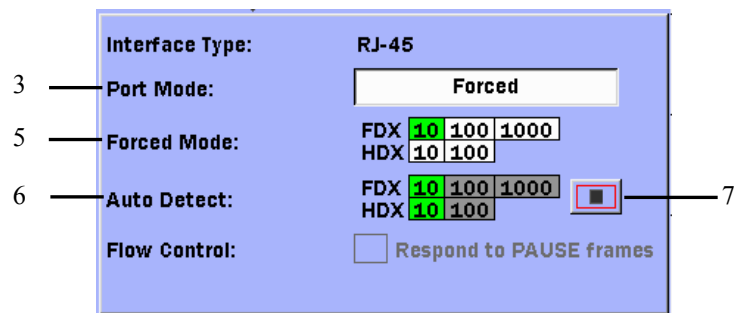 Interface Type: RJ-45
3 Port Mode: Forced
5 Forced Mode: FDX 10 100 1000
HDX 10 100
6 Auto Detect: FDX 10 100 1000 7
HDX 10 100
Flow Control: Respond to PAUSE frames